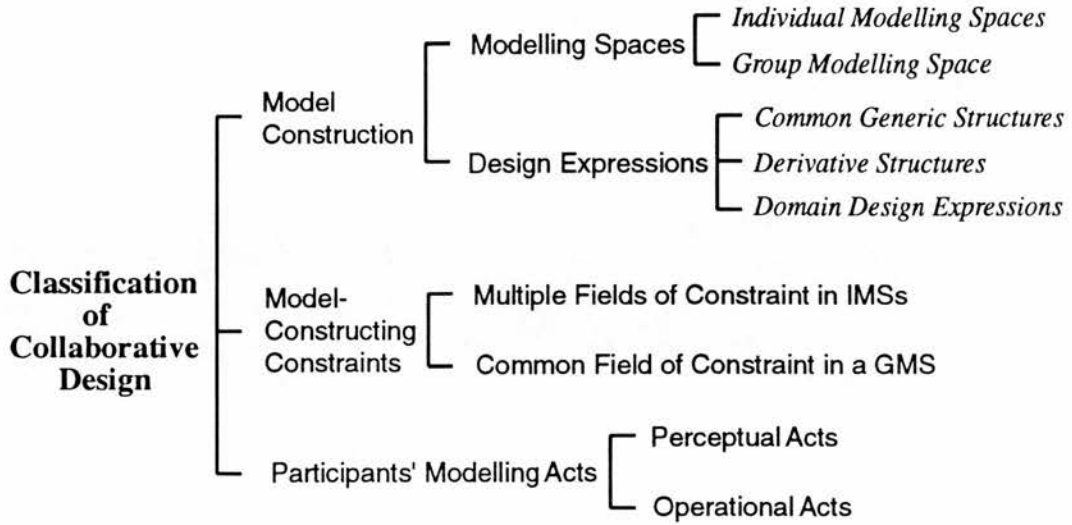 Individual Modelling Spaces
Modelling Spaces
Group Modelling Space
Model
Construction
Common Generic Structures
Design Expressions
Derivative Structures
Domain Design Expressions
Classification
of
Collaborative
Design
Model-
Constructing
Constraints
Multiple Fields of Constraint in IMSs
Common Field of Constraint in a GMS
Participants' Modelling Acts
Perceptual Acts
Operational Acts